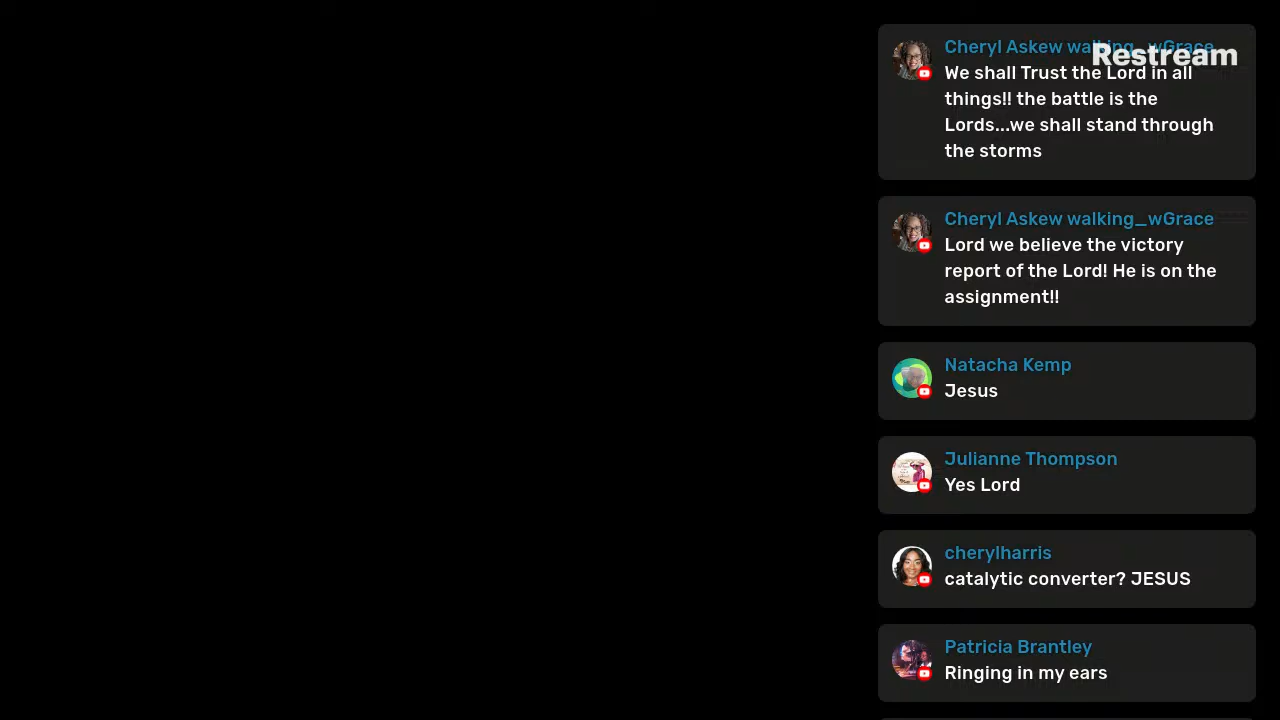 Cheryl Askew walking_wGrace
Restream
We shall Trust the Lord in all
things!! the battle is the
Lords...we shall stand through
the storms
Cheryl Askew walking_wGrace
Lord we believe the victory
report of the Lord! He is on the
assignment!!
Natacha Kemp
Jesus
Julianne Thompson
Yes Lord
cherylharris
catalytic converter? JESUS
Patricia Brantley
Ringing in my ears